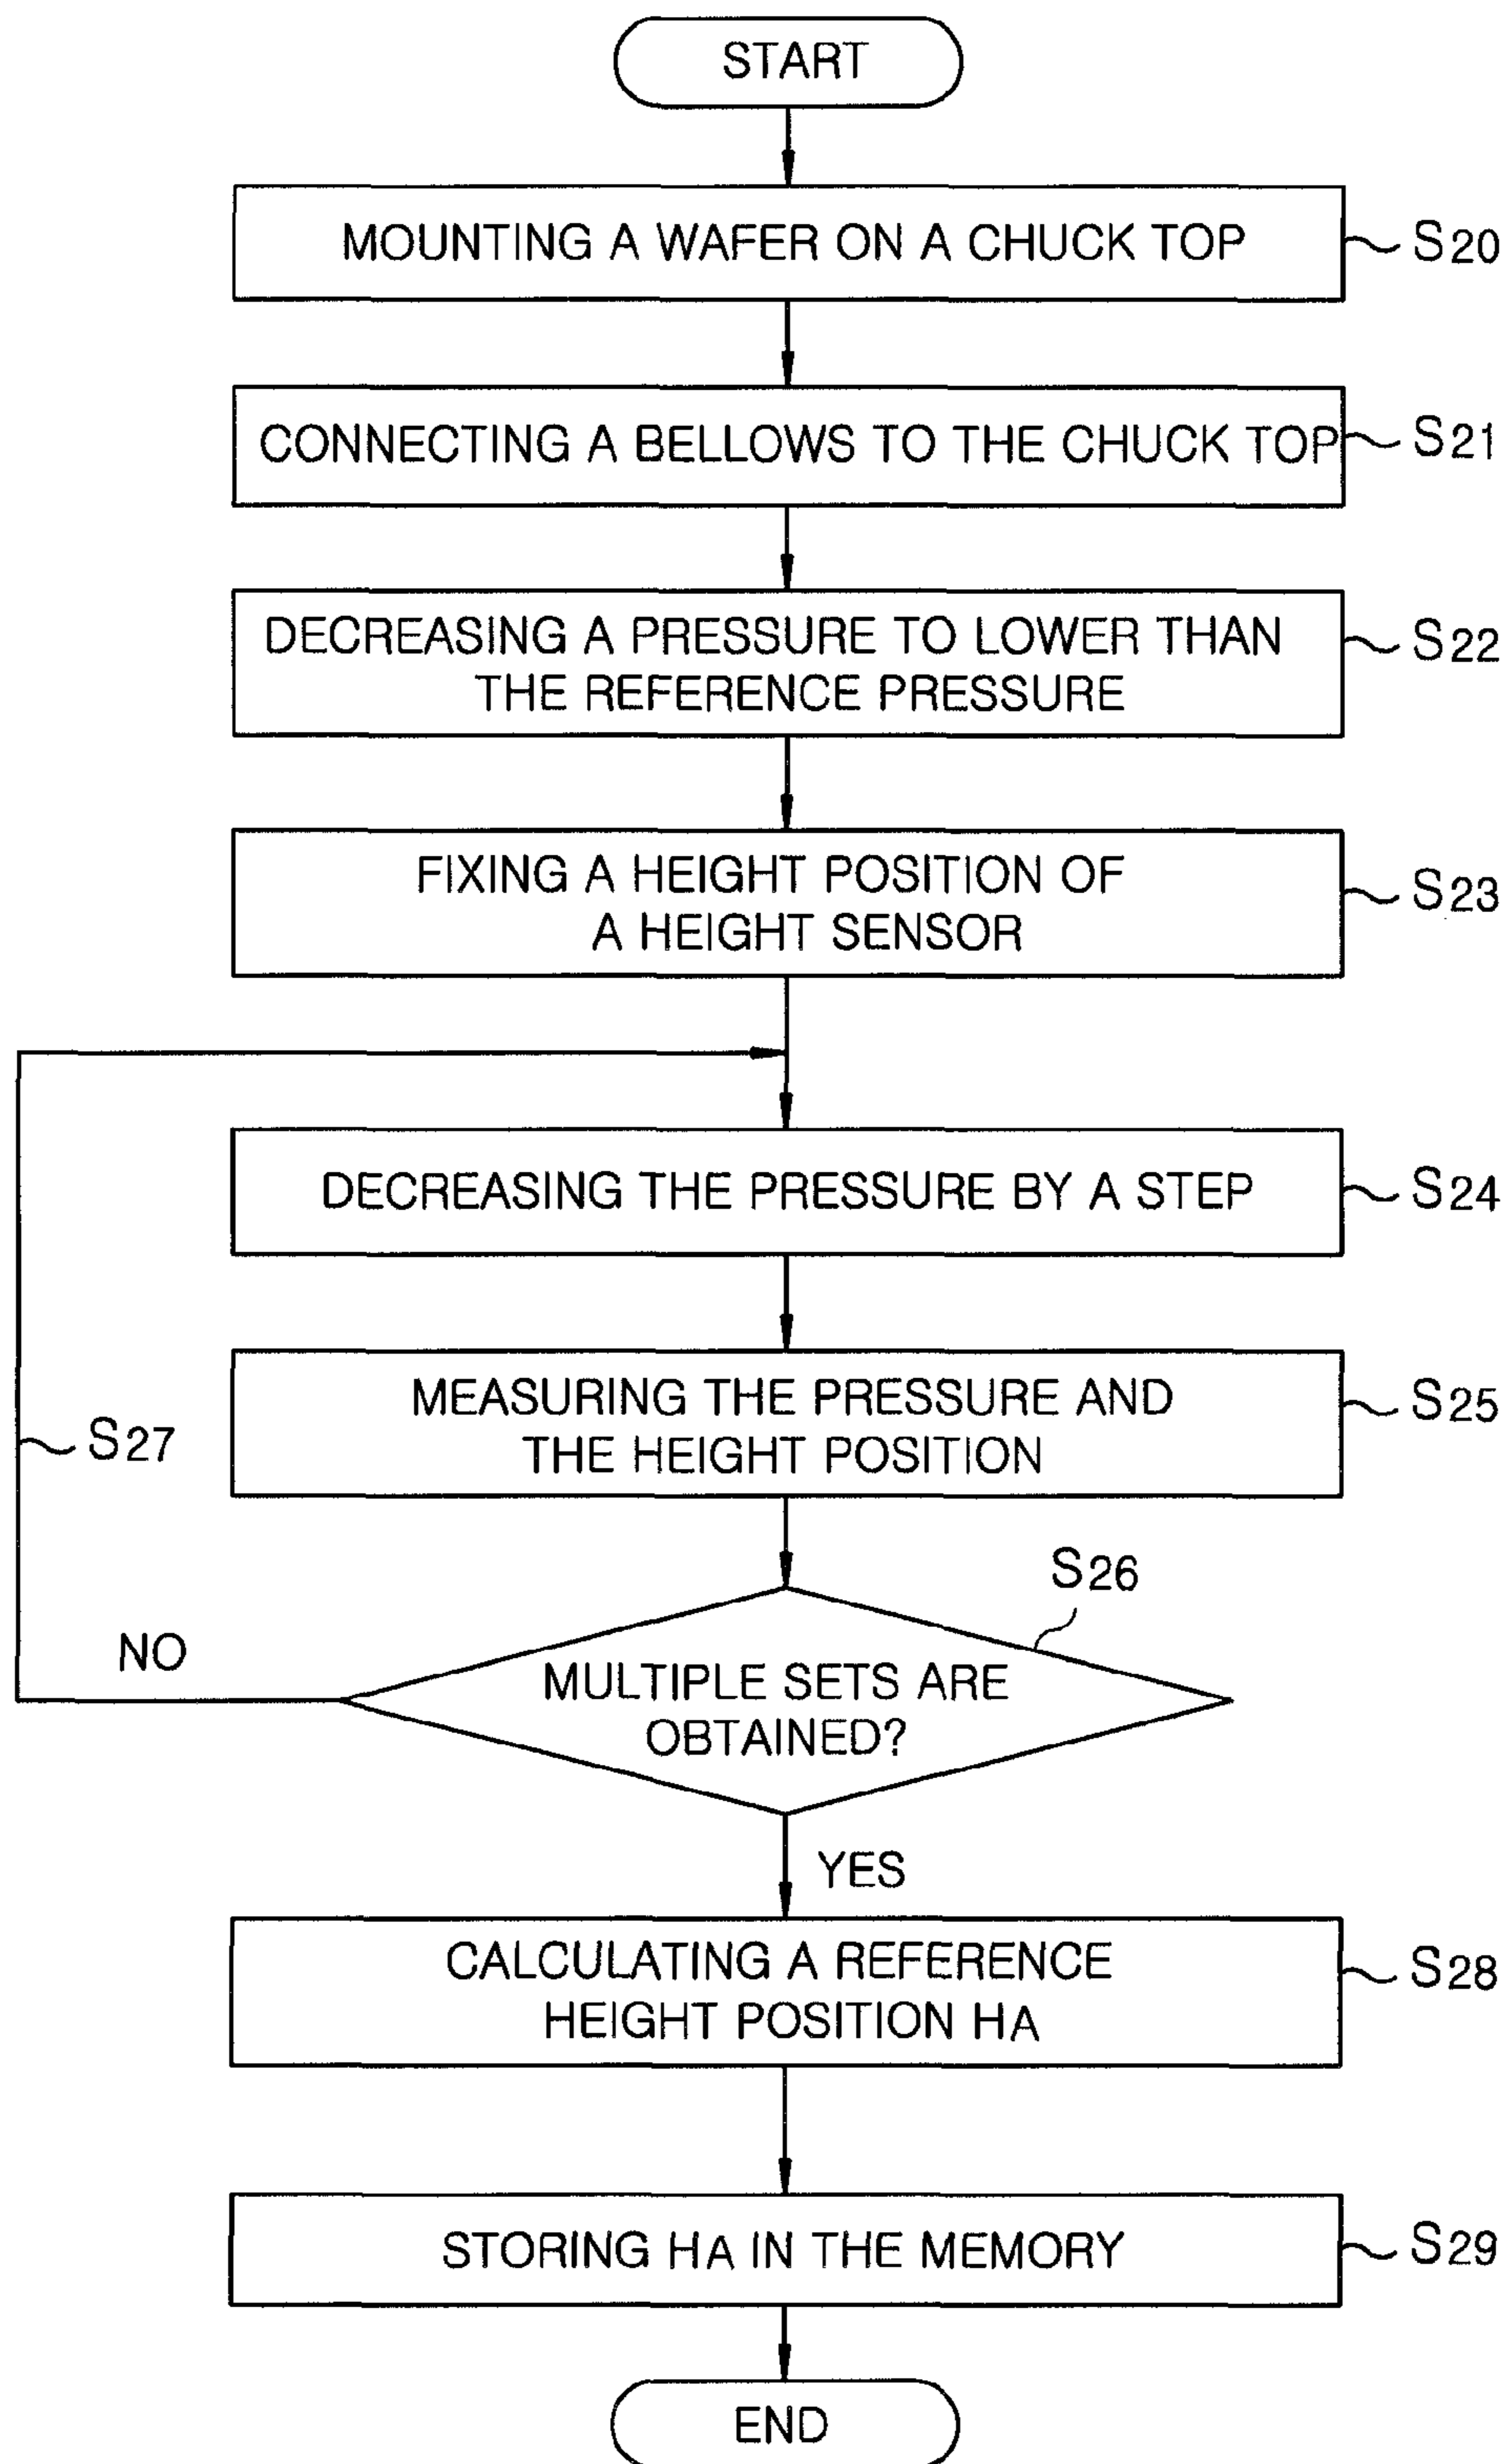 START
MOUNTING A WAFER ON A CHUCK TOP
S20
CONNECTING A BELLOWS TO THE CHUCK TOP
S21
DECREASING A PRESSURE TO LOWER THAN
THE REFERENCE PRESSURE
S22
FIXING A HEIGHT POSITION OF
A HEIGHT SENSOR
S23
DECREASING THE PRESSURE BY A STEP
S24
MEASURING THE PRESSURE AND
THE HEIGHT POSITION
S25
S27
S26
NO
MULTIPLE SETS ARE
OBTAINED?
YES
CALCULATING A REFERENCE
HEIGHT POSITION HA
S28
STORING HA IN THE MEMORY
S29
END